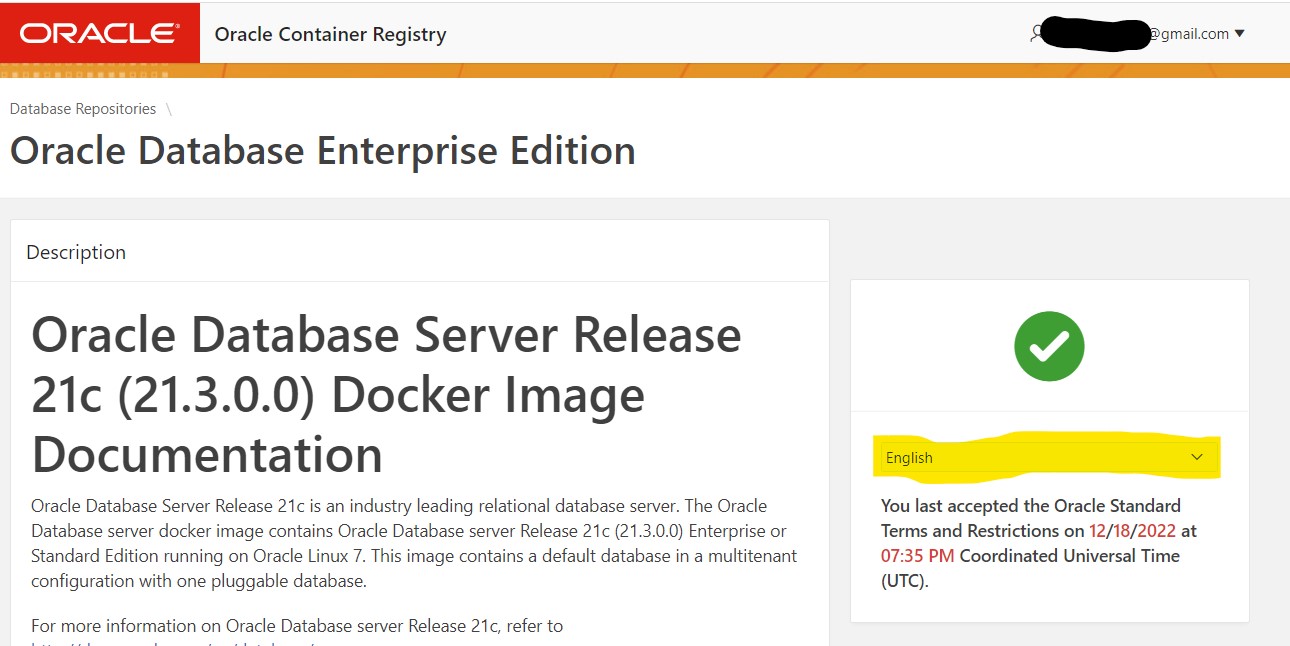 ORACLE Oracle Container Registry @gmail.com
Database Repositories \
Oracle Database Enterprise Edition
Description
Oracle Database Server Release
21c (21.3.0.0) Docker Image
Documentation
Oracle Database Server Release 21c is an industry leading relational database server. The Oracle
Database server docker image contains Oracle Database server Release 21c (21.3.0.0) Enterprise or
Standard Edition running on Oracle Linux 7. This image contains a default database in a multitenant
configuration with one pluggable database.
For more information on Oracle Database server Release 21c, refer to
English
You last accepted the Oracle Standard
Terms and Restrictions on 12/18/2022 at
07:35 PM Coordinated Universal Time
(UTC).